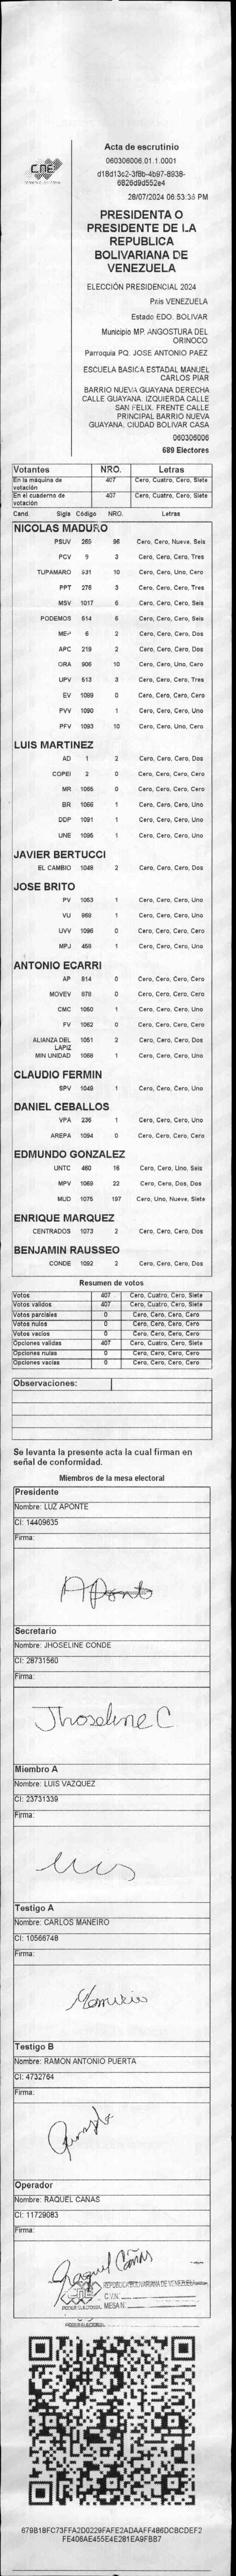 CNE
Acta de escrutinio
060306006.01.1.0001
d18d13c2-3f6b-4b97-8938-
6826d9d552e4
28/07/2024 06:53:36 PM
PRESIDENTA O
PRESIDENTE DE LA
REPUBLICA
BOLIVARIANA DE
VENEZUELA
ELECCIÓN PRESIDENCIAL 2024
País VENEZUELA
Estado EDO. BOLIVAR
Municipio MP. ANGOSTURA DEL
ORINOCO
Parroquia PQ. JOSE ANTONIO PAEZ
ESCUELA BASICA ESTADAL MANUEL
CARLOS PIAR
BARRIO NUEVA GUAYANA DERECHA
CALLE GUAYANA. IZQUIERDA CALLE
SAN FELIX. FRENTE CALLE
PRINCIPAL BARRIO NUEVA
GUAYANA, CIUDAD BOLIVAR CASA
060306006
689 Electores
Votantes NRO. Letras
En la máquina de votación 407 Cero, Cuatro, Cero, Siete
En el cuaderno de votación 407 Cero, Cuatro, Cero, Siete
Cand. Sigla Código NRO. Letras
NICOLAS MADURO
PSUV 265 96 Cero, Cero, Nueve, Seis
PCV 9 3 Cero, Cero, Cero, Tres
TUPAMARO 931 10 Cero, Cero, Uno, Cero
PPT 276 3 Cero, Cero, Cero, Tres
MSV 1017 6 Cero, Cero, Cero, Seis
PODEMOS 514 6 Cero, Cero, Cero, Seis
MEP 6 2 Cero, Cero, Cero, Dos
APC 219 2 Cero, Cero, Cero, Dos
ORA 906 10 Cero, Cero, Uno, Cero
UPV 613 3 Cero, Cero, Cero, Tres
EV 1089 0 Cero, Cero, Cero, Cero
PVV 1090 1 Cero, Cero, Cero, Uno
PFV 1093 10 Cero, Cero, Uno, Cero
LUIS MARTINEZ
AD 1 2 Cero, Cero, Cero, Dos
COPEI 2 0 Cero, Cero, Cero, Cero
MR 1065 0 Cero, Cero, Cero, Cero
BR 1066 1 Cero, Cero, Cero, Uno
DDP 1091 1 Cero, Cero, Cero, Uno
UNE 1095 1 Cero, Cero, Cero, Uno
JAVIER BERTUCCI
EL CAMBIO 1048 2 Cero, Cero, Cero, Dos
JOSE BRITO
PV 1053 1 Cero, Cero, Cero, Uno
VU 968 1 Cero, Cero, Cero, Uno
UVV 1096 0 Cero, Cero, Cero, Cero
MPJ 458 1 Cero, Cero, Cero, Uno
ANTONIO ECARRI
AP 814 0 Cero, Cero, Cero, Cero
MOVEV 878 0 Cero, Cero, Cero, Cero
CMC 1050 1 Cero, Cero, Cero, Uno
FV 1062 0 Cero, Cero, Cero, Cero
ALIANZA DEL LAPIZ 1051 2 Cero, Cero, Cero, Dos
MIN UNIDAD 1068 1 Cero, Cero, Cero, Uno
CLAUDIO FERMIN
SPV 1049 1 Cero, Cero, Cero, Uno
DANIEL CEBALLOS
VPA 236 1 Cero, Cero, Cero, Uno
AREPA 1094 0 Cero, Cero, Cero, Cero
EDMUNDO GONZALEZ
UNTC 460 16 Cero, Cero, Uno, Seis
MPV 1069 22 Cero, Cero, Dos, Dos
MUD 1075 197 Cero, Uno, Nueve, Siete
ENRIQUE MARQUEZ
CENTRADOS 1073 2 Cero, Cero, Cero, Dos
BENJAMIN RAUSSEO
CONDE 1092 2 Cero, Cero, Cero, Dos
Resumen de votos
Votos 407 Cero, Cuatro, Cero, Siete
Votos válidos 407 Cero, Cuatro, Cero, Siete
Votos parciales 0 Cero, Cero, Cero, Cero
Votos nulos 0 Cero, Cero, Cero, Cero
Votos vacíos 0 Cero, Cero, Cero, Cero
Opciones validas 407 Cero, Cuatro, Cero, Siete
Opciones nulas 0 Cero, Cero, Cero, Cero
Opciones vacías 0 Cero, Cero, Cero, Cero
Observaciones:
Se levanta la presente acta la cual firman en
señal de conformidad.
Miembros de la mesa electoral
Presidente
Nombre: LUZ APONTE
CI: 14409635
Firma:
AAponte
Secretario
Nombre: JHOSELINE CONDE
CI: 28731560
Firma:
Jhoseline C
Miembro A
Nombre: LUIS VAZQUEZ
CI: 23731339
Firma:
Testigo A
Nombre: CARLOS MANEIRO
CI: 10566748
Firma:
Testigo B
Nombre: RAMON ANTONIO PUERTA
CI: 4732764
Firma:
Operador
Nombre: RAQUEL CAÑAS
CI: 11729083
Firma:
Raquel Cañas
REPÚBLICA BOLIVARIANA DE VENEZUELA
CNE C.V.N:
PODER ELECTORAL MESA N:
PODER ELECTORAL
679B18FC73FFA2D0229FAFE2ADAAFF486DCBCDEF2
FE406AE455E4E281EA9FBB7